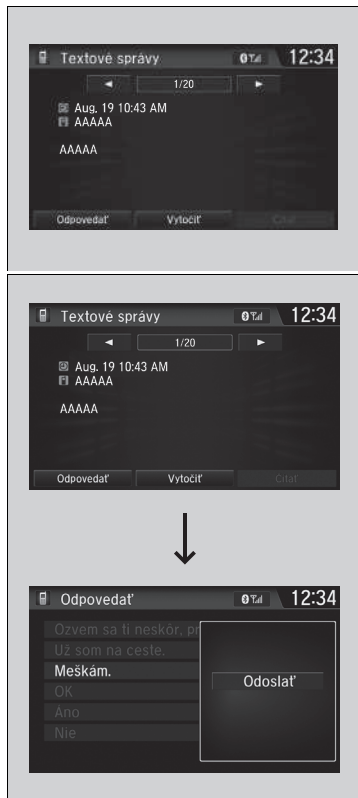 Textové správy 12:34
1/20
Aug. 19 10:43 AM
AAAAA
AAAAA
Odpovedať Vytočiť Čítať
Textové správy 12:34
1/20
Aug. 19 10:43 AM
AAAAA
AAAAA
Odpovedať Vytočiť Čítať
Odpovedať 12:34
Ozvem sa ti neskôr, pr
Už som na ceste.
Meškám.
OK
Áno
Nie
Odoslať